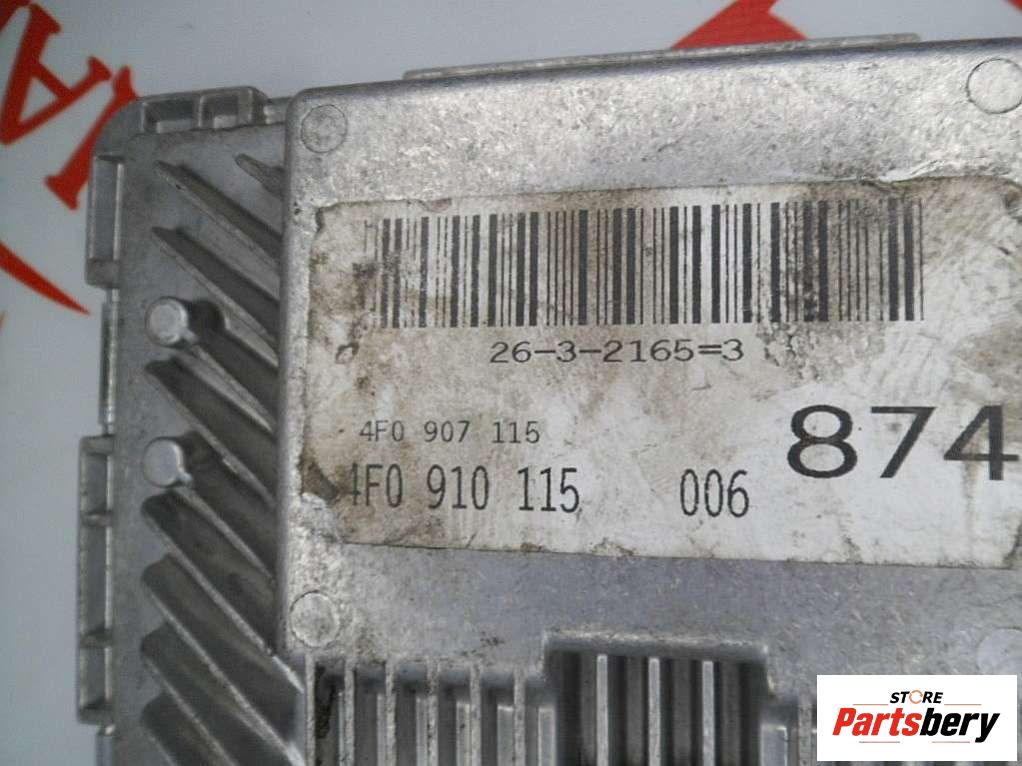 26-3-2165=3
4F0 907 115
4F0 910 115 006
874
STORE
Partsbery